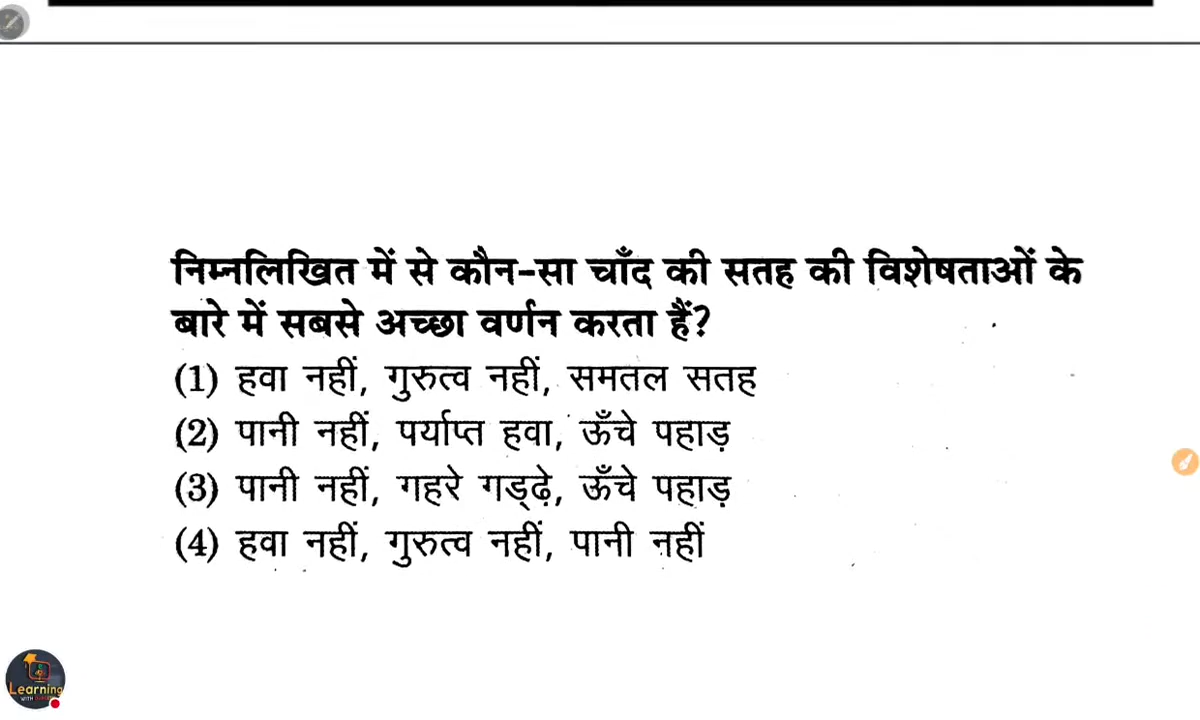 निम्नलिखित में से कौन-सा चाँद की सतह की विशेषताओं के
बारे में सबसे अच्छा वर्णन करता हैं?
(1) हवा नहीं, गुरुत्व नहीं, समतल सतह
(2) पानी नहीं, पर्याप्त हवा, ऊँचे पहाड़
(3) पानी नहीं, गहरे गड्ढ़े, ऊँचे पहाड़
(4) हवा नहीं, गुरुत्व नहीं, पानी नहीं
Learning
WITH